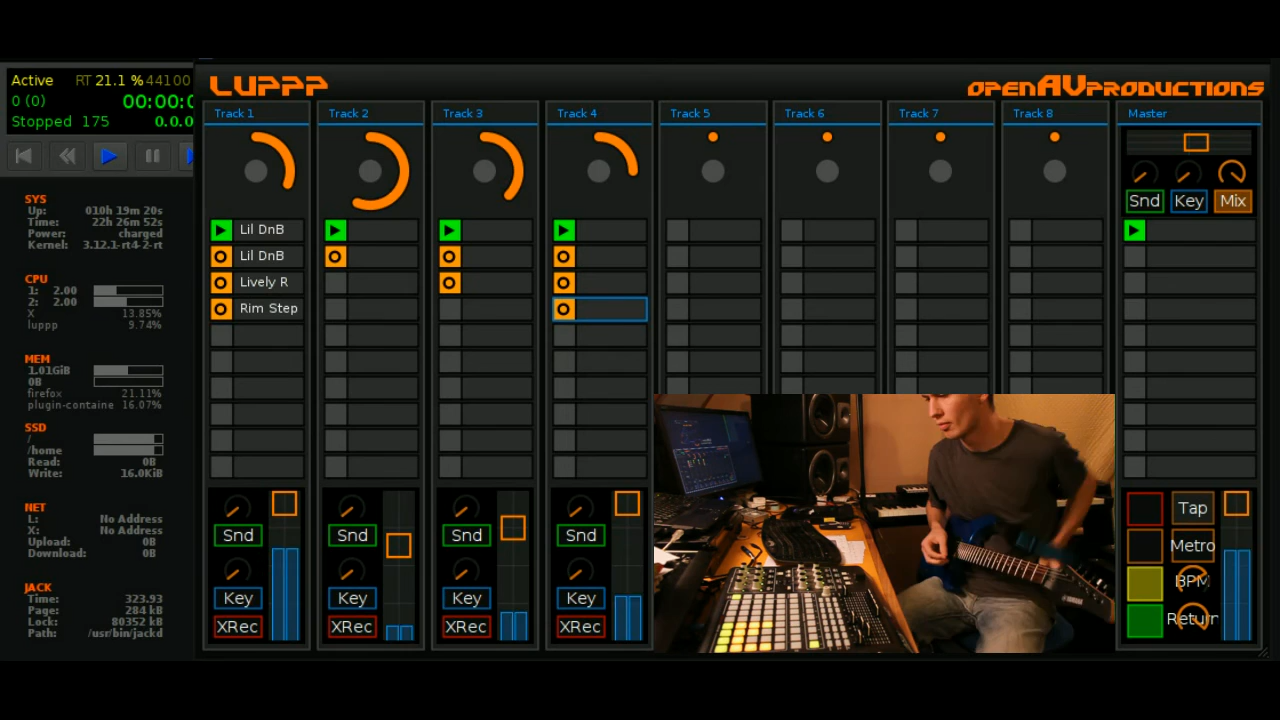 Active RT 21.1 % 44100
0 (0) 00:00:0
Stopped 175 0.0.0
SYS
Up: 010h 19m 20s
Time: 22h 26m 52s
Power: charged
Kernel: 3.12.1-rt4-2-rt
CPU
1: 2.00
2: 2.00
X 13.85%
luppp 9.74%
MEM
1.01GiB
0B
firefox 21.11%
plugin-containe 16.07%
SSD
/
/home
Read: 0B
Write: 16.0KiB
NET
L: No Address
X: No Address
Upload: 0B
Download: 0B
JACK
Time: 323.93
Page: 284 kB
Lock: 80352 kB
Path: /usr/bin/jackd
LUPPP
openAVproductions
Track 1 Track 2 Track 3 Track 4 Track 5 Track 6 Track 7 Track 8 Master
Snd Key Mix
Lil DnB
Lil DnB
Lively R
Rim Step
Snd Snd Snd Snd
Key Key Key Key
XRec XRec XRec XRec
Tap
Metro
BPM
Return